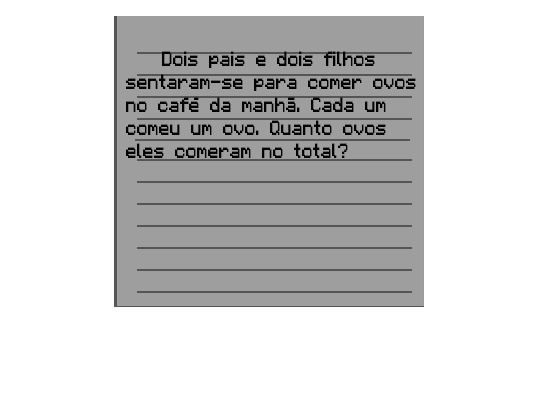 Dois pais e dois filhos
sentaram-se para comer ovos
no café da manhã. Cada um
comeu um ovo. Quanto ovos
eles comeram no total?